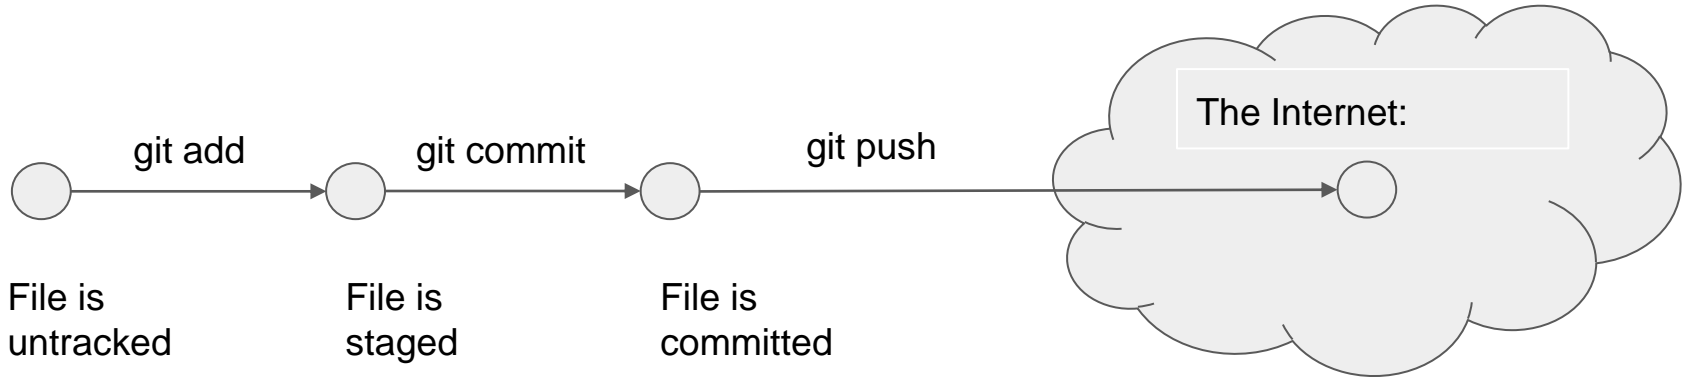 The Internet:
git add
git commit
git push
File is
untracked
File is
staged
File is
committed